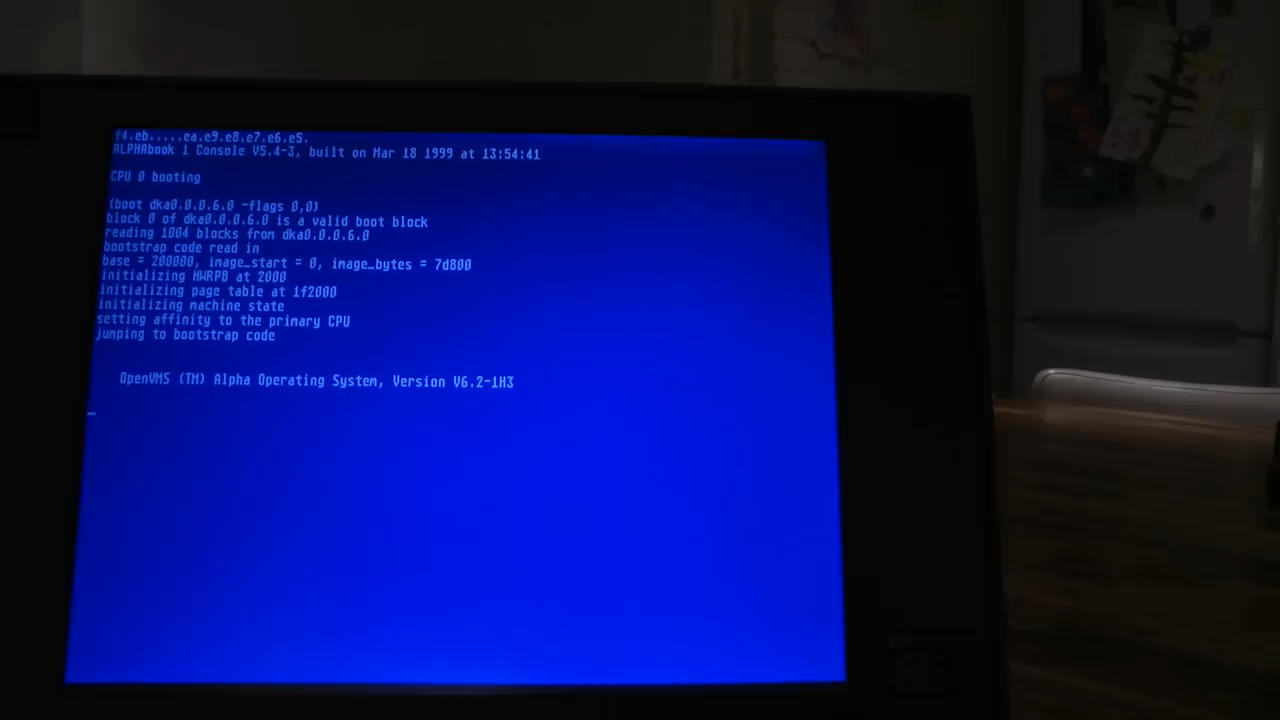 f4.eb.....ea.e9.e8.e7.e6.e5.
ALPHAbook 1 Console V5.4-3, built on Mar 18 1999 at 13:54:41
CPU 0 booting
(boot dka0.0.0.6.0 -flags 0,0)
block 0 of dka0.0.0.6.0 is a valid boot block
reading 1004 blocks from dka0.0.0.6.0
bootstrap code read in
base = 200000, image_start = 0, image_bytes = 7d800
initializing HWRPB at 2000
initializing page table at 1f2000
initializing machine state
setting affinity to the primary CPU
jumping to bootstrap code
OpenVMS (TM) Alpha Operating System, Version V6.2-1H3